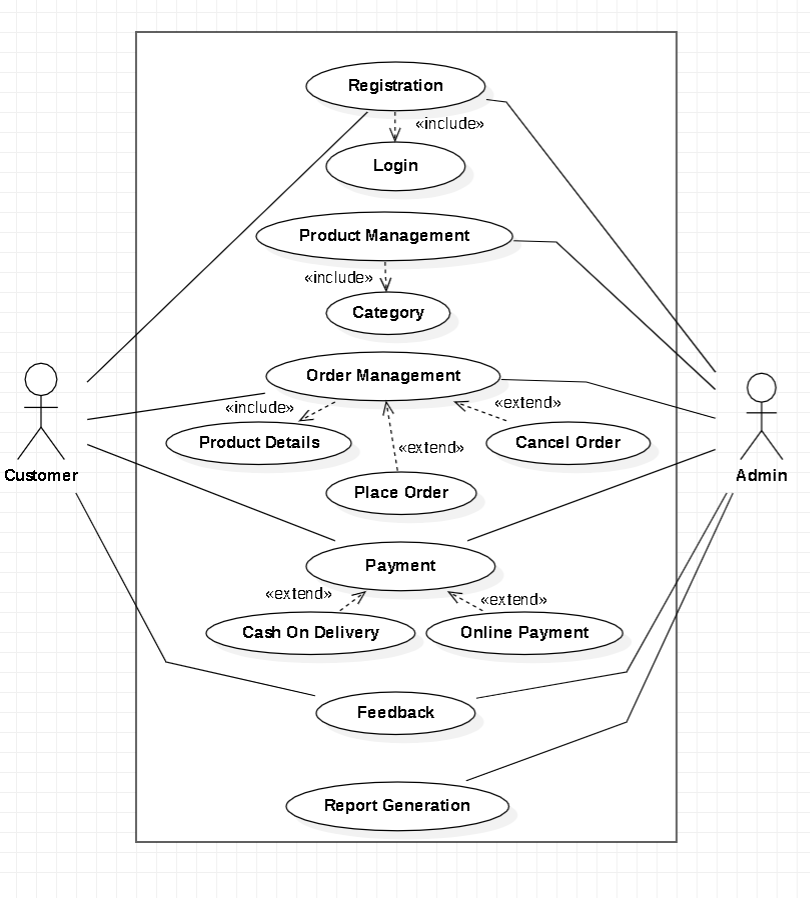 Registration
«include»
Login
Product Management
«include»
Category
Order Management
«include»
«extend»
Product Details
«extend»
Cancel Order
Customer
Admin
Place Order
Payment
«extend»
«extend»
Cash On Delivery
Online Payment
Feedback
Report Generation